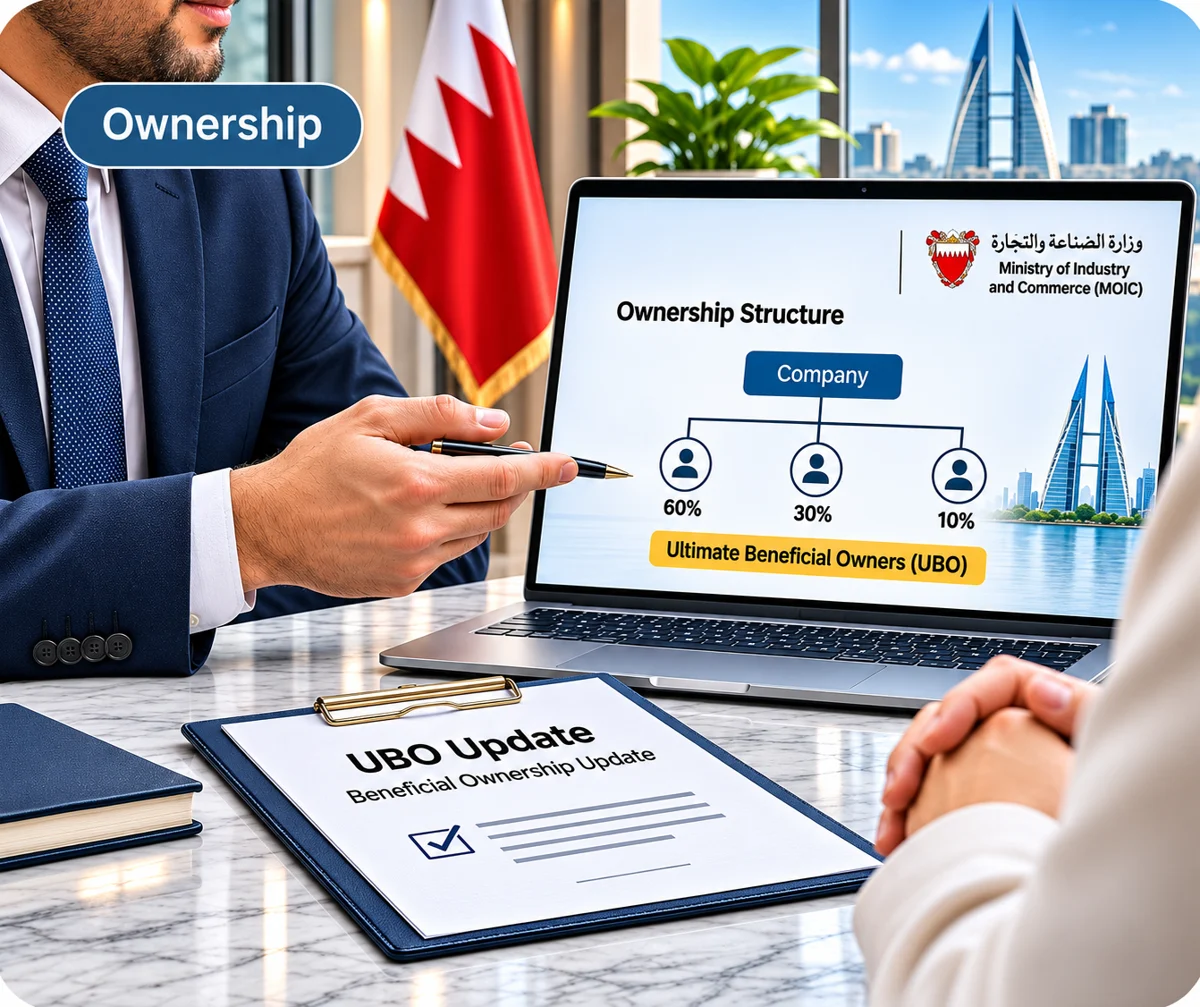 Ownership
وزارة الصناعة والتجارة
Ministry of Industry
and Commerce (MOIC)
Ownership Structure
Company
60%
30%
10%
Ultimate Beneficial Owners (UBO)
UBO Update
Beneficial Ownership Update